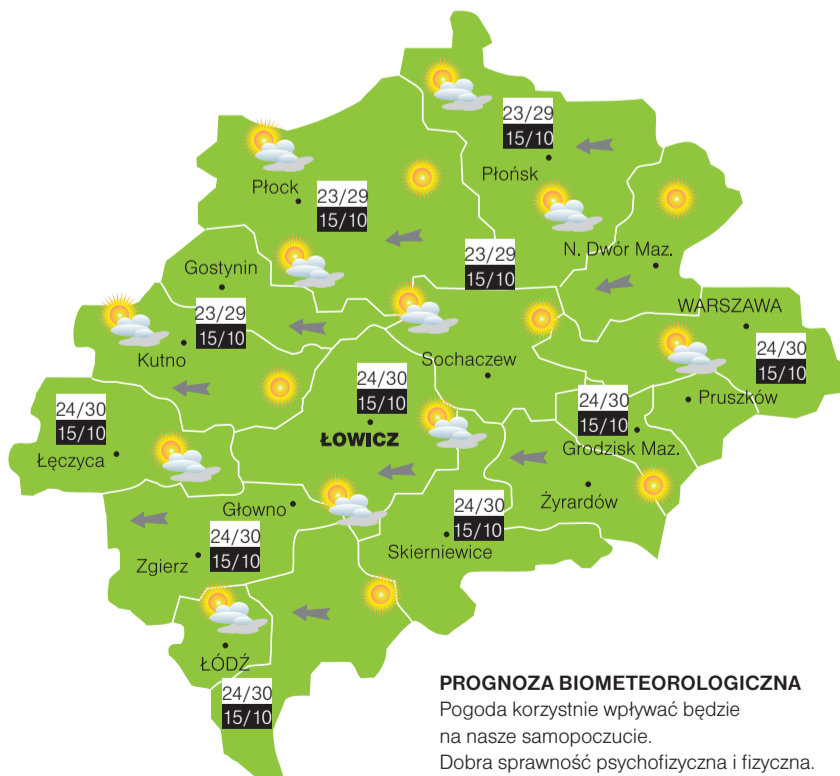 23/29
15/10
Płońsk
Płock
23/29
15/10
N. Dwór Maz.
23/29
15/10
Gostynin
WARSZAWA
23/29
15/10
Kutno
Sochaczew
24/30
15/10
24/30
15/10
ŁOWICZ
24/30
15/10
Pruszków
24/30
15/10
Łęczyca
Grodzisk Maz.
Głowno
Żyrardów
24/30
15/10
Skierniewice
24/30
15/10
Zgierz
ŁÓDŹ
24/30
15/10
PROGNOZA BIOMETEOROLOGICZNA
Pogoda korzystnie wpływać będzie
na nasze samopoczucie.
Dobra sprawność psychofizyczna i fizyczna.